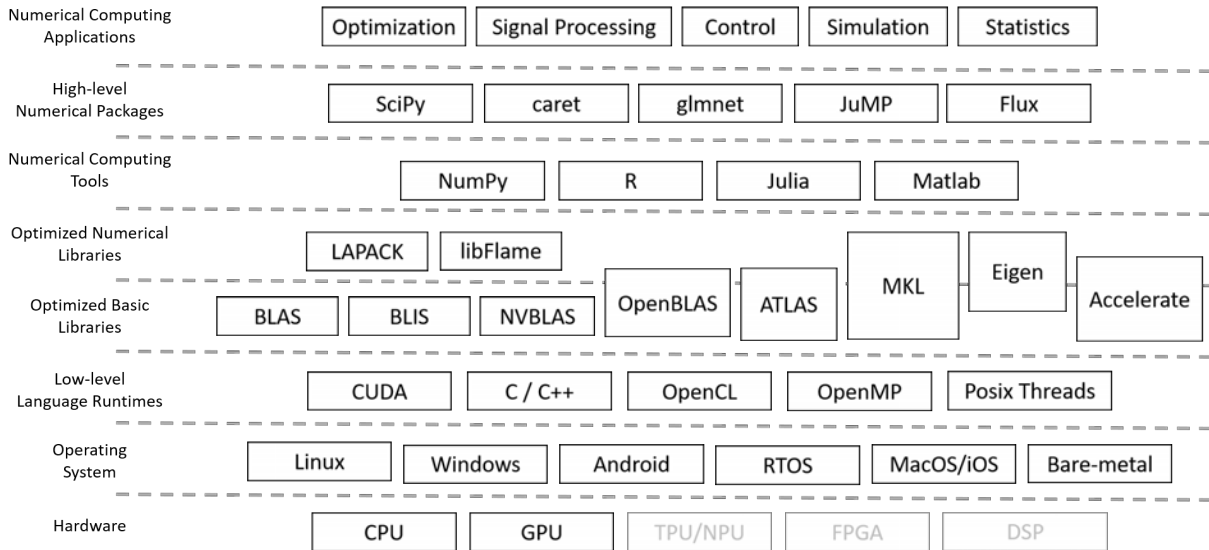 Numerical Computing
Applications
Optimization
Signal Processing
Control
Simulation
Statistics
High-level
Numerical Packages
SciPy
caret
glmnet
JuMP
Flux
Numerical Computing
Tools
NumPy
R
Julia
Matlab
Optimized Numerical
Libraries
LAPACK
libFlame
Optimized Basic
Libraries
BLAS
BLIS
NVBLAS
OpenBLAS
ATLAS
MKL
Eigen
Accelerate
Low-level
Language Runtimes
CUDA
C / C++
OpenCL
OpenMP
Posix Threads
Operating
System
Linux
Windows
Android
RTOS
MacOS/iOS
Bare-metal
Hardware
CPU
GPU
TPU/NPU
FPGA
DSP